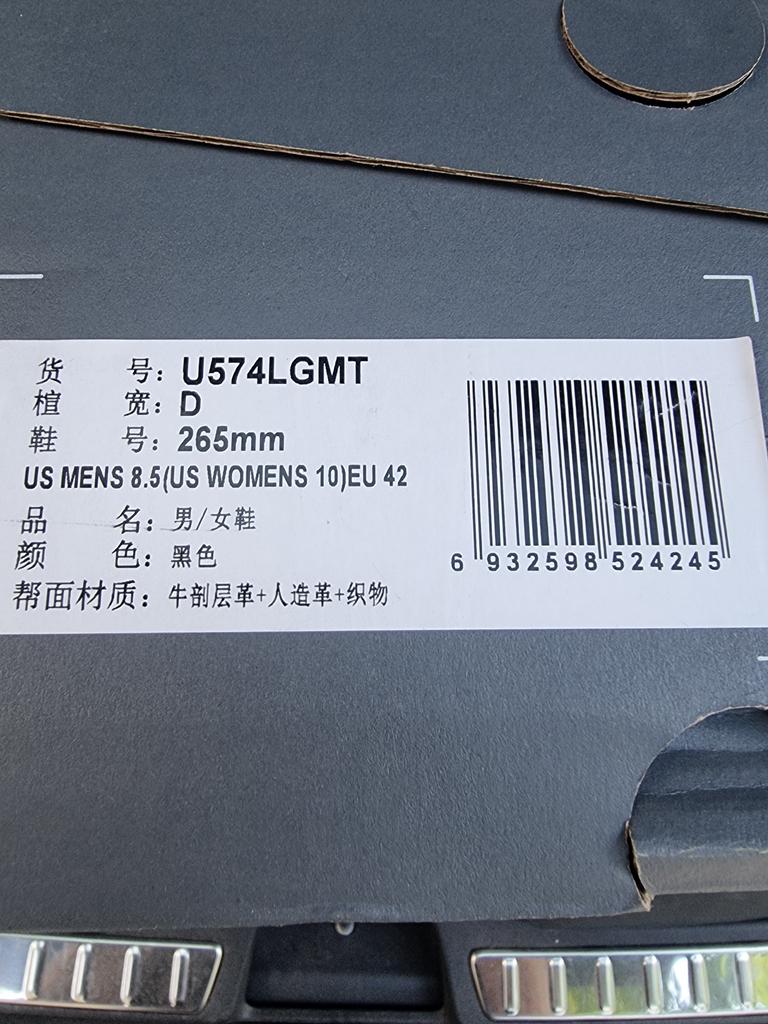 货 号：U574LGMT
楦 宽：D
鞋 号：265mm
US MENS 8.5(US WOMENS 10)EU 42
品 名：男/女鞋
颜 色：黑色
帮面材质：牛剖层革+人造革+织物
6 932598 524245